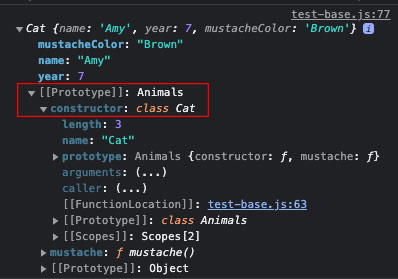 test-base.js:77
▼ Cat {name: 'Amy', year: 7, mustacheColor: 'Brown'} i
mustacheColor: "Brown"
name: "Amy"
year: 7
▼ [[Prototype]]: Animals
▼ constructor: class Cat
length: 3
name: "Cat"
▶ prototype: Animals {constructor: ƒ, mustache: ƒ}
arguments: (...)
caller: (...)
[[FunctionLocation]]: test-base.js:63
▶ [[Prototype]]: class Animals
▶ [[Scopes]]: Scopes[2]
▶ mustache: ƒ mustache()
▶ [[Prototype]]: Object